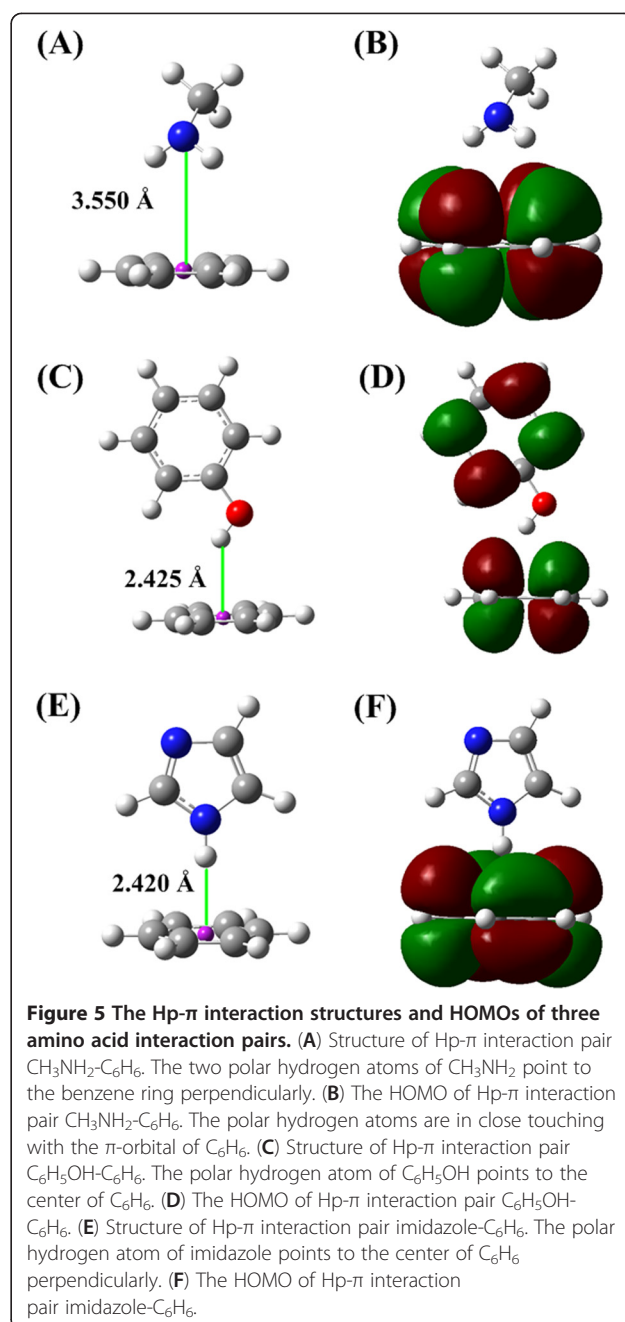 (A) (B)
3.550 Å
(C) (D)
2.425 Å
(E) (F)
2.420 Å
Figure 5 The Hp-π interaction structures and HOMOs of three
amino acid interaction pairs. (A) Structure of Hp-π interaction pair
CH₃NH₂-C₆H₆. The two polar hydrogen atoms of CH₃NH₂ point to
the benzene ring perpendicularly. (B) The HOMO of Hp-π interaction
pair CH₃NH₂-C₆H₆. The polar hydrogen atoms are in close touching
with the π-orbital of C₆H₆. (C) Structure of Hp-π interaction pair
C₆H₅OH-C₆H₆. The polar hydrogen atom of C₆H₅OH points to the
center of C₆H₆. (D) The HOMO of Hp-π interaction pair C₆H₅OH-
C₆H₆. (E) Structure of Hp-π interaction pair imidazole-C₆H₆. The polar
hydrogen atom of imidazole points to the center of C₆H₆
perpendicularly. (F) The HOMO of Hp-π interaction
pair imidazole-C₆H₆.